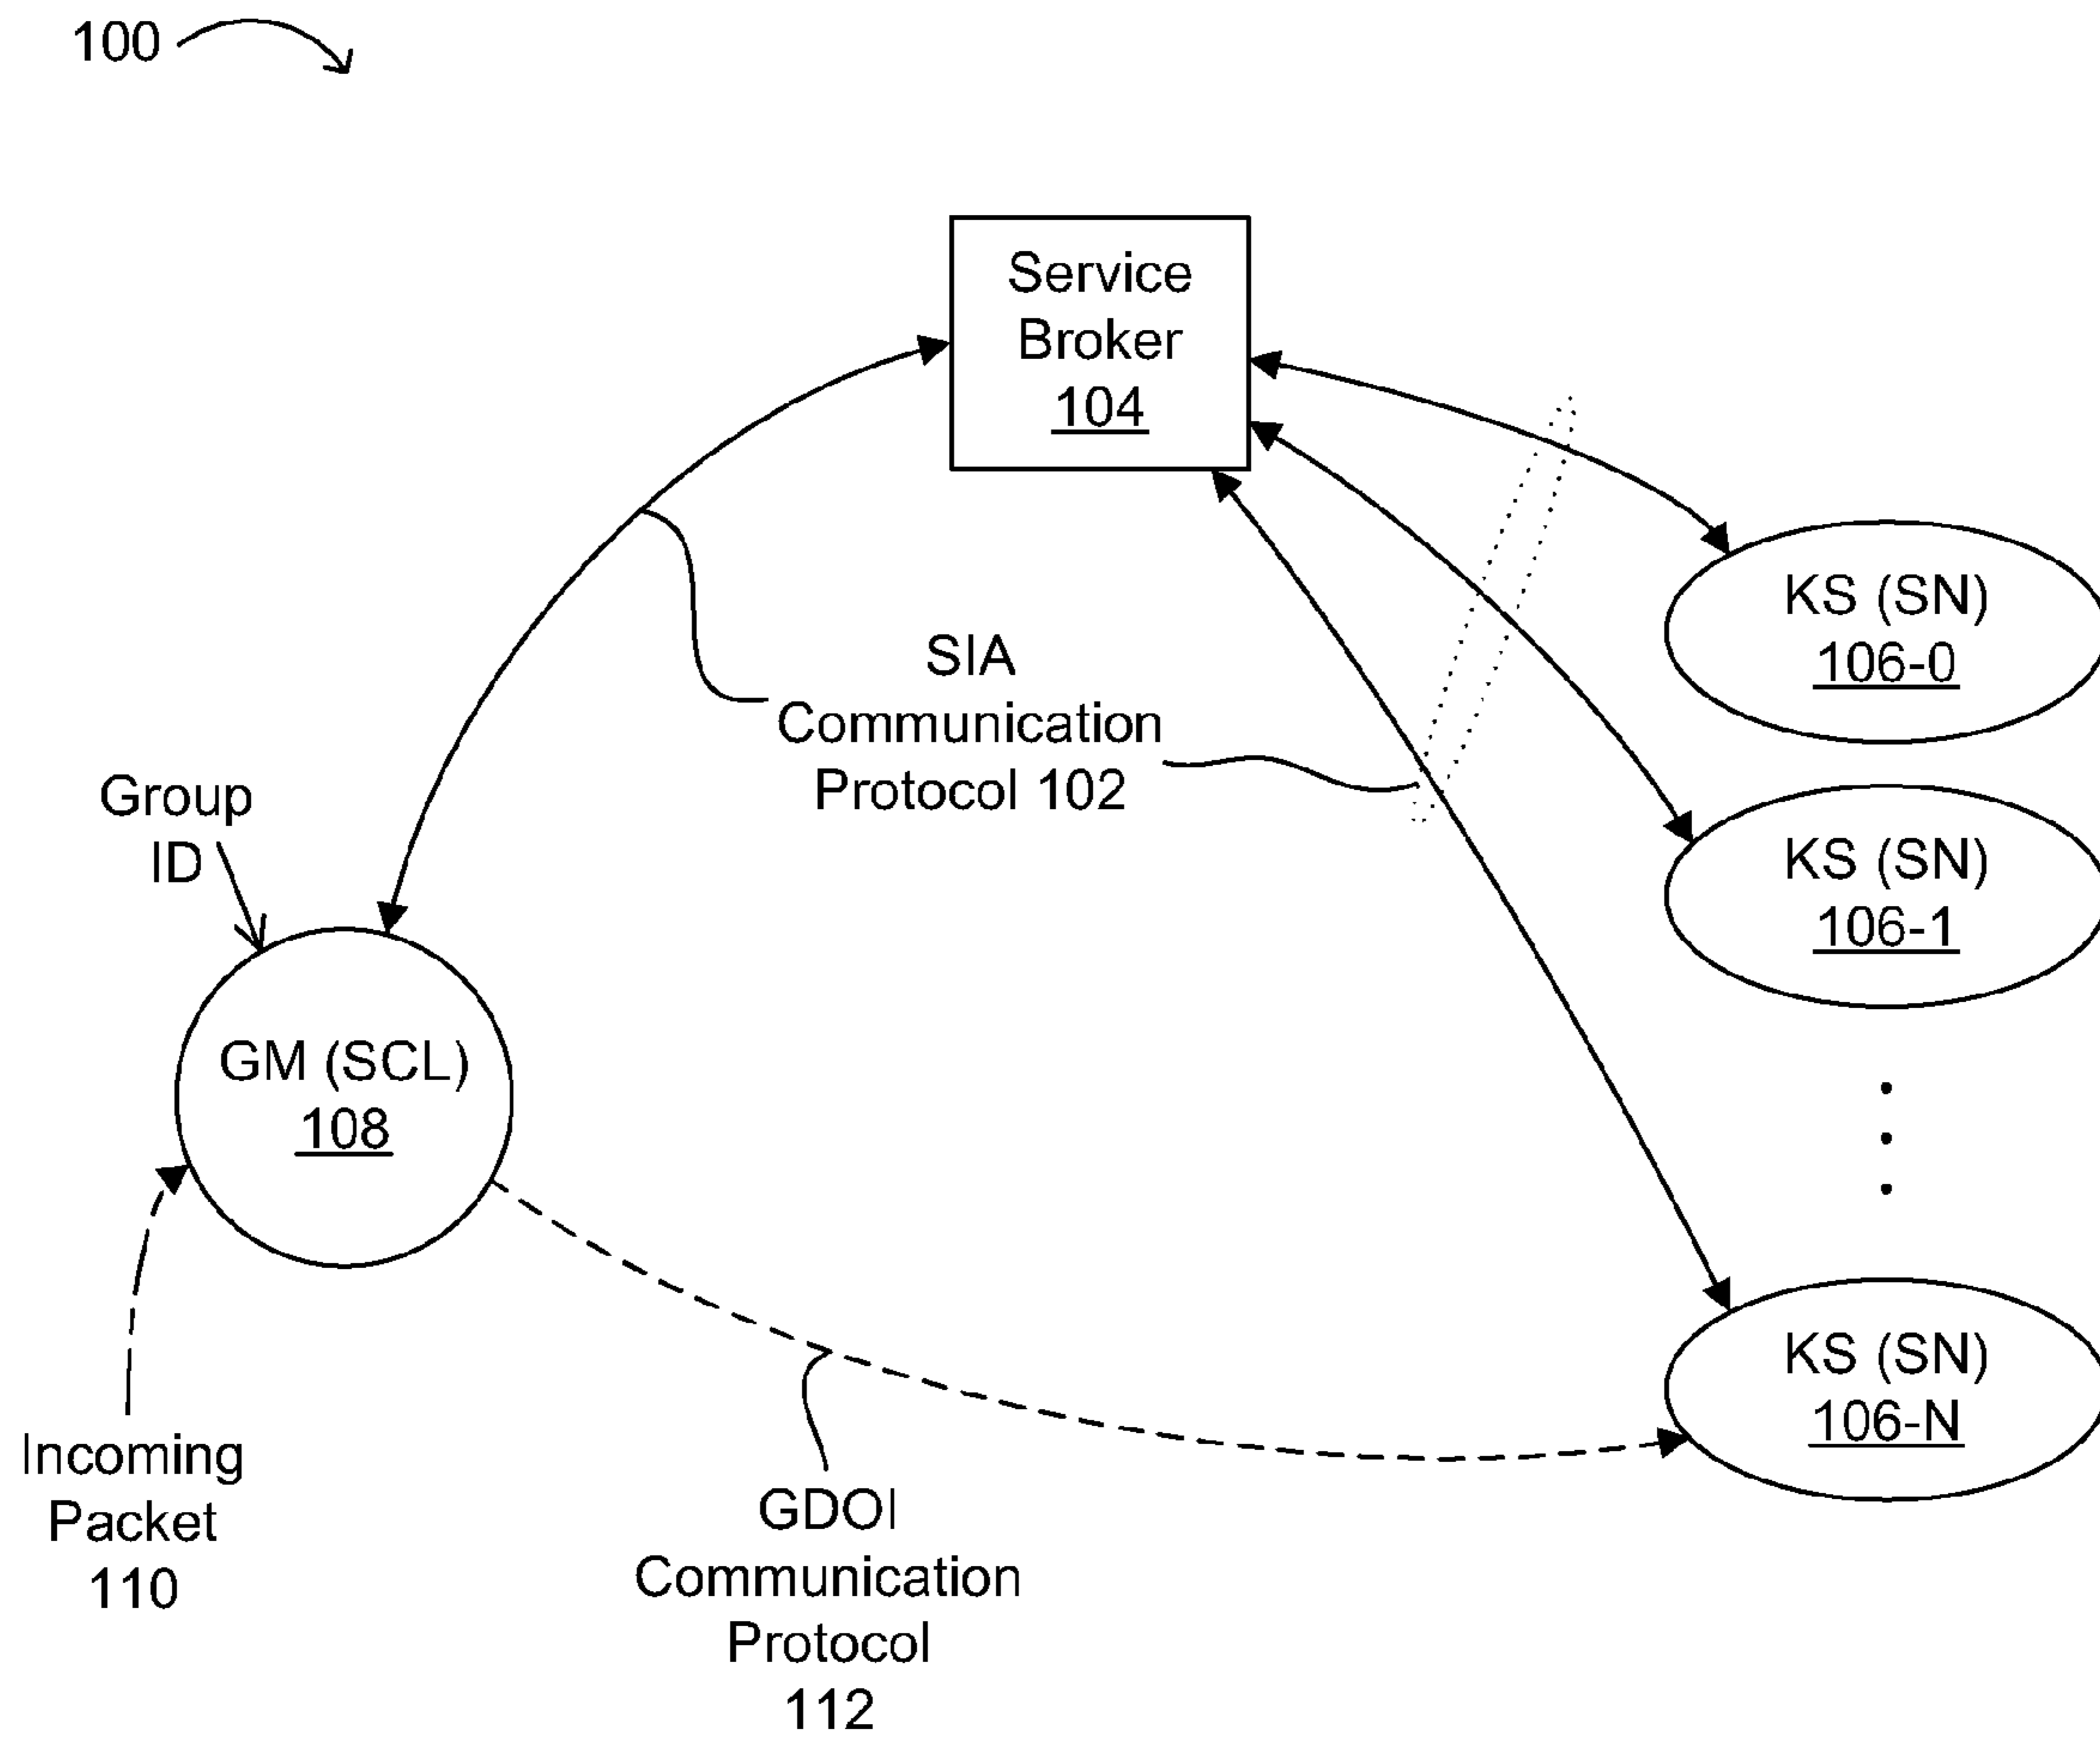 100
Service
Broker
104
KS (SN)
106-0
SIA
Communication
Protocol 102
Group
ID
KS (SN)
106-1
GM (SCL)
108
KS (SN)
106-N
Incoming
Packet
110
GDOI
Communication
Protocol
112